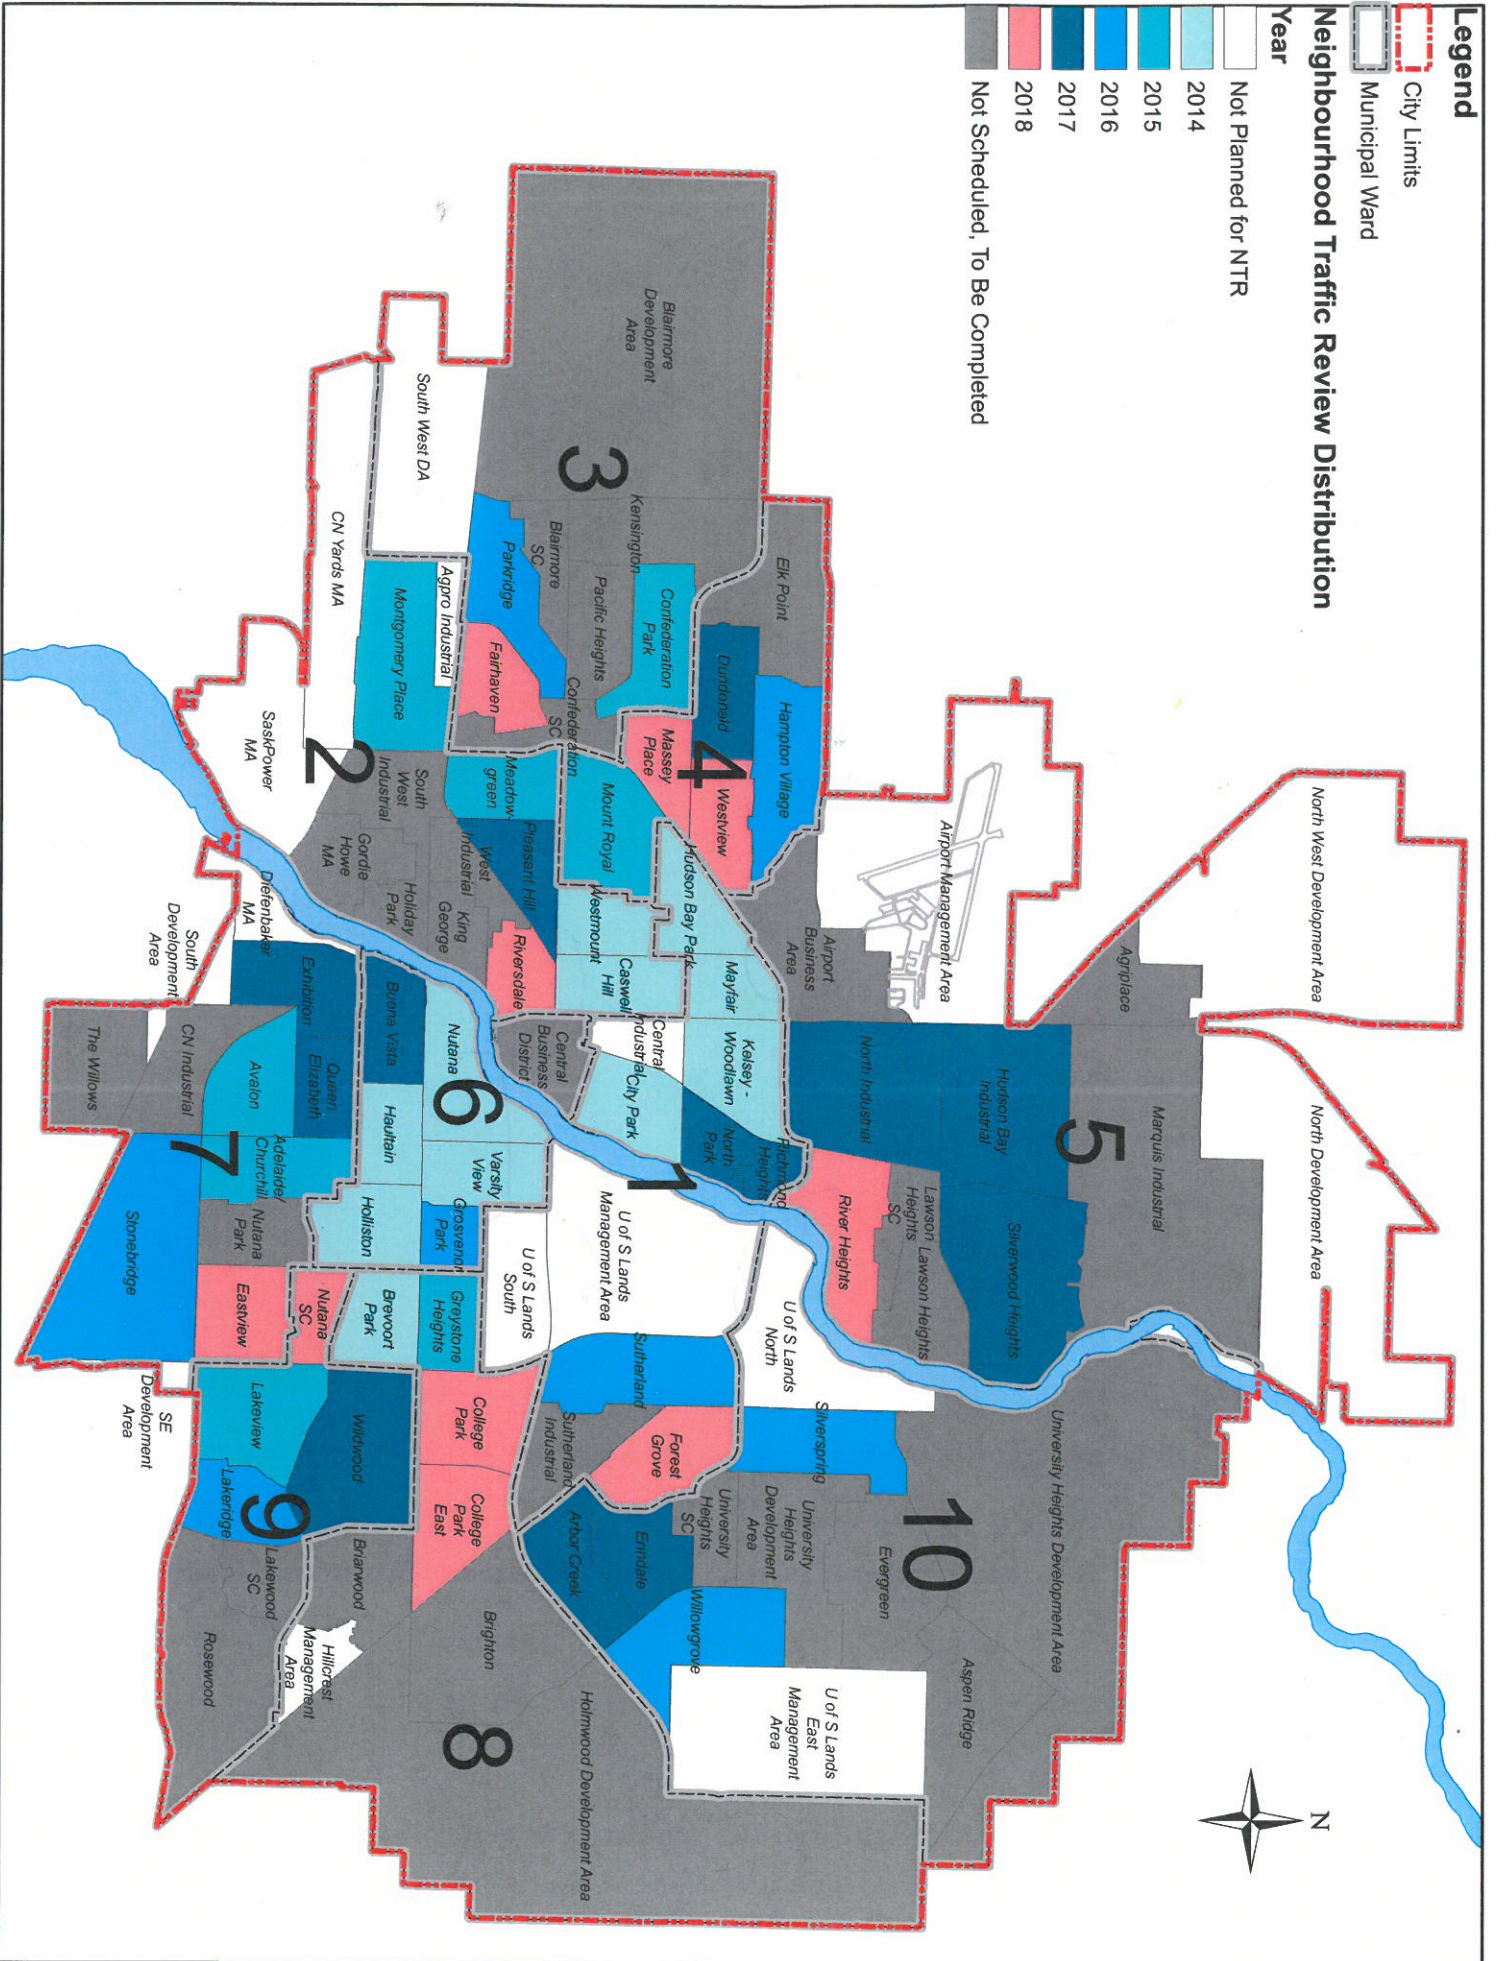 Legend
City Limits
Municipal Ward
Neighbourhood Traffic Review Distribution
Year
Not Planned for NTR
2014
2015
2016
2017
2018
Not Scheduled, To Be Completed
N
North West Development Area
North Development Area
Agriplace
Marquis Industrial
Airport Management Area
5
Hudson Bay
Industrial
Silverwood Heights
North Industrial
Lawson
Heights
SC
Lawson Heights
River Heights
Airport
Business
Area
University Heights Development Area
10
Aspen Ridge
Evergreen
Silverspring
University
Heights
Development
Area
U of S Lands
East
Management
Area
U of S Lands
North
Elk Point
Hampton Village
Dundonald
4
Westview
Massey
Place
Hudson Bay Park
Mayfair
Kelsey -
Woodlawn
Richmond
Heights
North
Park
1
Blairmore
Development
Area
3
Kensington
Confederation
Park
Pacific Heights
Blairmore
SC
Parkridge
Fairhaven
Confederation
SC
Mount Royal
Westmount
Caswell
Hill
Central
Industrial
City Park
U of S Lands
Management Area
Sutherland
Forest
Grove
University
Heights
SC
Willowgrove
Erindale
Arbor Creek
Sutherland
Industrial
Holmwood Development Area
8
Brighton
South West DA
Agpro Industrial
Montgomery Place
CN Yards MA
2
Meadow-
green
Pleasant Hill
West
Industrial
South
West
Industrial
Riversdale
King
George
Holiday
Park
Gordie
Howe
MA
SaskPower
MA
Central
Business
District
6
Nutana
Varsity
View
Grosvenor
Park
U of S Lands
South
Greystone
Heights
College
Park
College
Park
East
Buena Vista
Haultain
Holliston
Brevoort
Park
Wildwood
Briarwood
Hillcrest
Management
Area
Diefenbaker
MA
Exhibition
Queen
Elizabeth
Avalon
Adelaide/
Churchill
7
Nutana
Park
Nutana
SC
Eastview
Lakeview
9
Lakeridge
Lakewood
SC
Rosewood
South
Development
Area
CN Industrial
The Willows
Stonebridge
SE
Development
Area